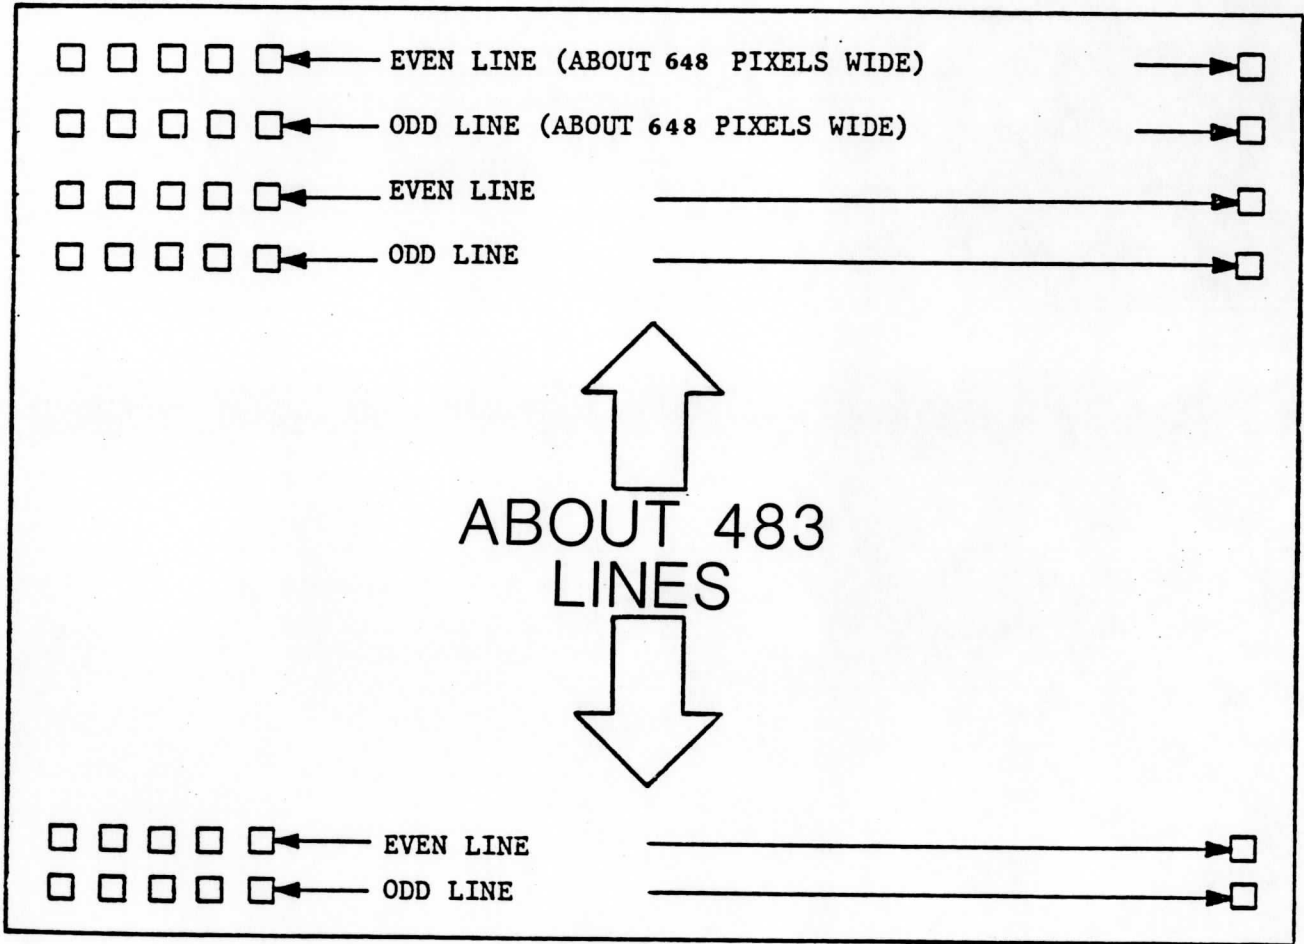 EVEN LINE (ABOUT 648 PIXELS WIDE)
ODD LINE (ABOUT 648 PIXELS WIDE)
EVEN LINE
ODD LINE
ABOUT 483
LINES
EVEN LINE
ODD LINE